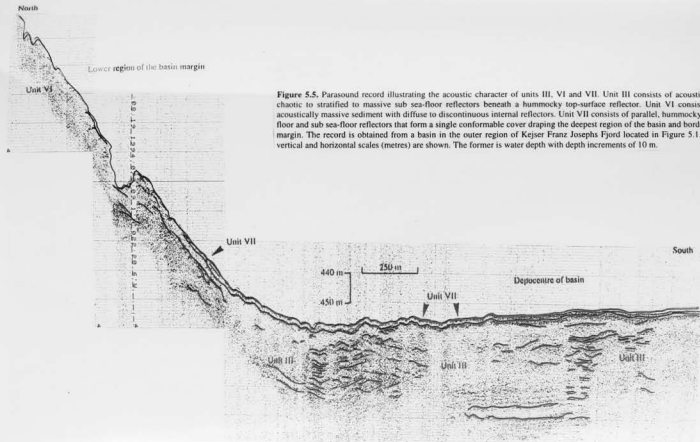 North
Lower region of the basin margin
Unit VI
Figure 5.5. Parasound record illustrating the acoustic character of units III, VI and VII. Unit III consists of acousti
chaotic to stratified to massive sub sea-floor reflectors beneath a hummocky top-surface reflector. Unit VI consis
acoustically massive sediment with diffuse to discontinuous internal reflectors. Unit VII consists of parallel, hummocky
floor and sub sea-floor reflectors that form a single conformable cover draping the deepest region of the basin and bord
margin. The record is obtained from a basin in the outer region of Kejser Franz Josephs Fjord located in Figure 5.1
vertical and horizontal scales (metres) are shown. The former is water depth with depth increments of 10 m.
Unit VII
South
440 m
250 m
Depocentre of basin
450 m
Unit VII
Unit III
Unit III
Unit III